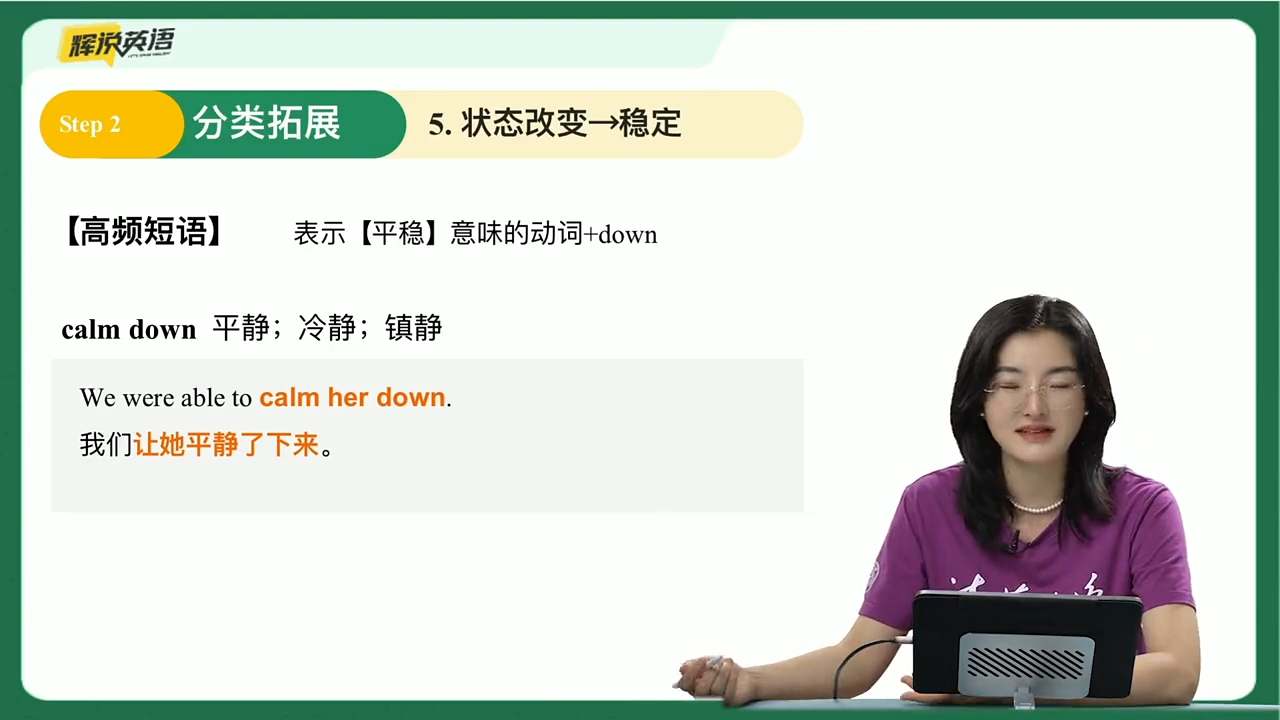 辉说英语
Step 2 分类拓展 5. 状态改变→稳定
【高频短语】 表示【平稳】意味的动词+down
calm down 平静；冷静；镇静
We were able to calm her down.
我们让她平静了下来。